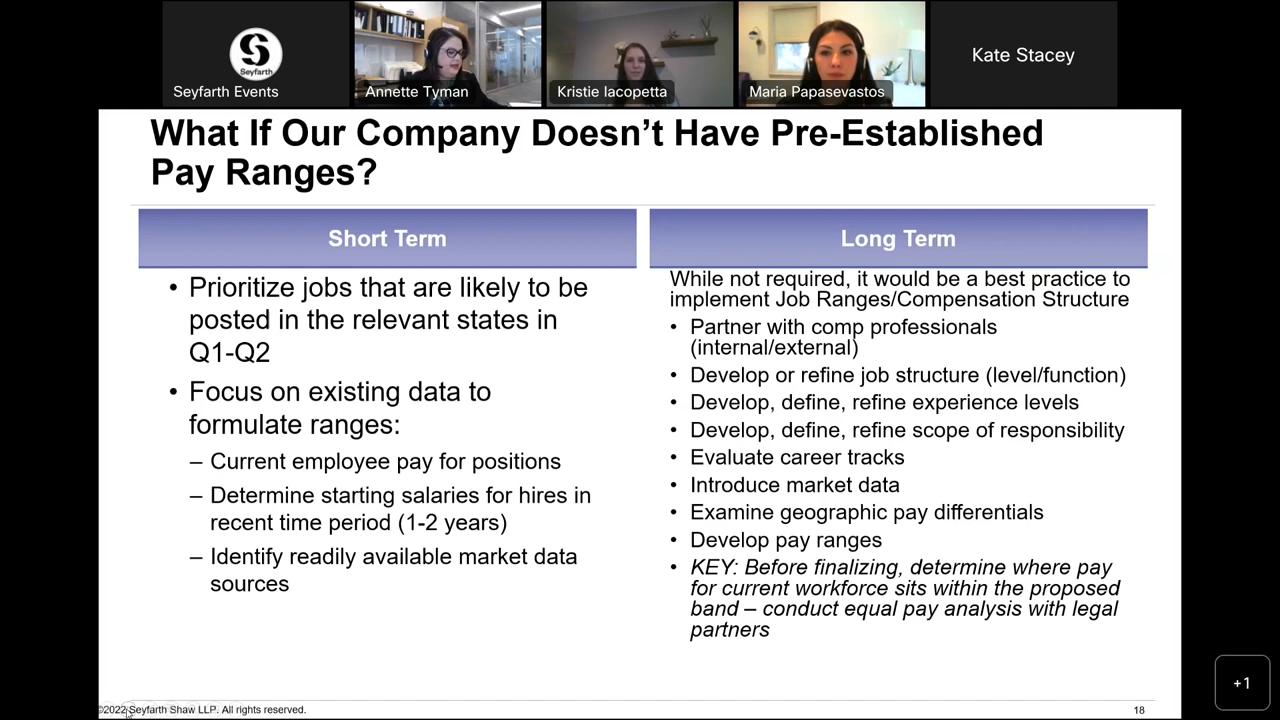 Seyfarth
Seyfarth Events
Annette Tyman
Kristie Iacopetta
Maria Papasevastos
Kate Stacey
What If Our Company Doesn’t Have Pre-Established
Pay Ranges?
Short Term
• Prioritize jobs that are likely to be
posted in the relevant states in
Q1-Q2
• Focus on existing data to
formulate ranges:
– Current employee pay for positions
– Determine starting salaries for hires in
recent time period (1-2 years)
– Identify readily available market data
sources
Long Term
While not required, it would be a best practice to
implement Job Ranges/Compensation Structure
• Partner with comp professionals
(internal/external)
• Develop or refine job structure (level/function)
• Develop, define, refine experience levels
• Develop, define, refine scope of responsibility
• Evaluate career tracks
• Introduce market data
• Examine geographic pay differentials
• Develop pay ranges
• KEY: Before finalizing, determine where pay
for current workforce sits within the proposed
band – conduct equal pay analysis with legal
partners
©2022 Seyfarth Shaw LLP. All rights reserved.
18
+1